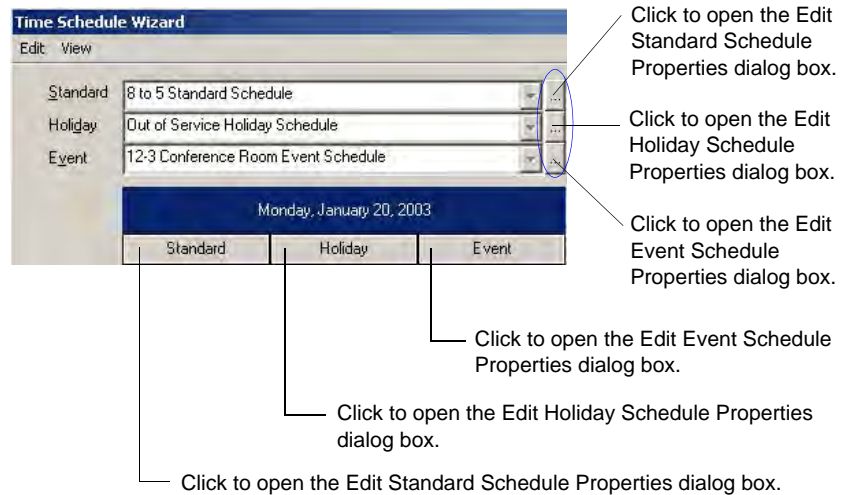 Time Schedule Wizard
Edit View
Standard 8 to 5 Standard Schedule ...
Holiday Out of Service Holiday Schedule ...
Event 12-3 Conference Room Event Schedule ...
Monday, January 20, 2003
Standard Holiday Event
Click to open the Edit
Standard Schedule
Properties dialog box.
Click to open the Edit
Holiday Schedule
Properties dialog box.
Click to open the Edit
Event Schedule
Properties dialog box.
Click to open the Edit Event Schedule
Properties dialog box.
Click to open the Edit Holiday Schedule Properties
dialog box.
Click to open the Edit Standard Schedule Properties dialog box.